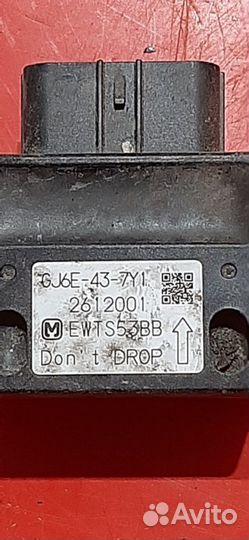 GJ6E-43-7Y1
2612001
M EWTS53BB
Don't DROP
Avito